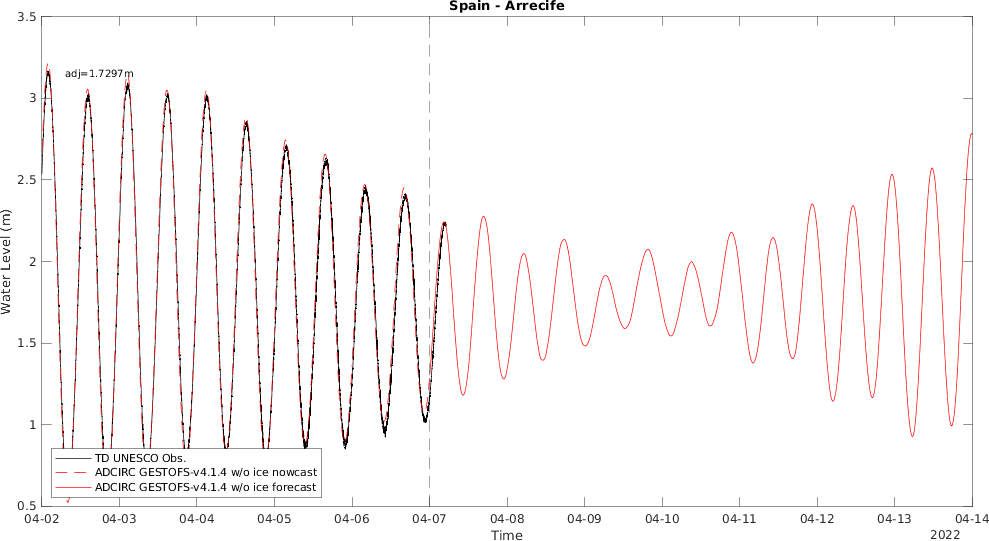 Spain - Arrecife
3.5
3
2.5
2
1.5
1
0.5
Water Level (m)
adj=1.7297m
TD UNESCO Obs.
ADCIRC GESTOFS-v4.1.4 w/o ice nowcast
ADCIRC GESTOFS-v4.1.4 w/o ice forecast
04-02 04-03 04-04 04-05 04-06 04-07 04-08 04-09 04-10 04-11 04-12 04-13 04-14
Time
2022